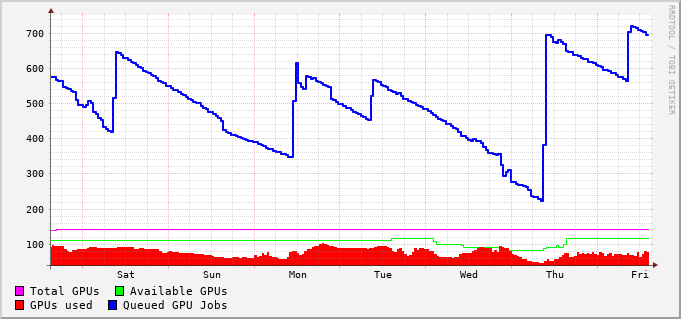 RRDTOOL / TOBI OETIKER
700
600
500
400
300
200
100
Sat Sun Mon Tue Wed Thu Fri
Total GPUs Available GPUs
GPUs used Queued GPU Jobs